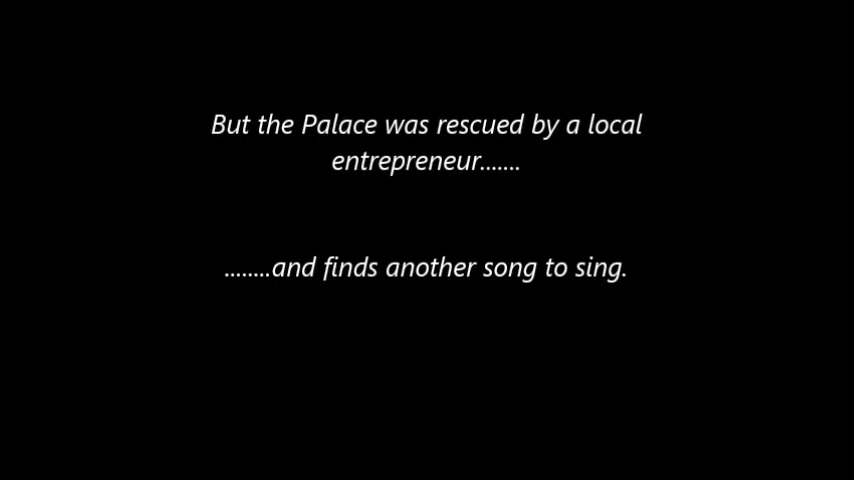 But the Palace was rescued by a local
entrepreneur.......
........and finds another song to sing.